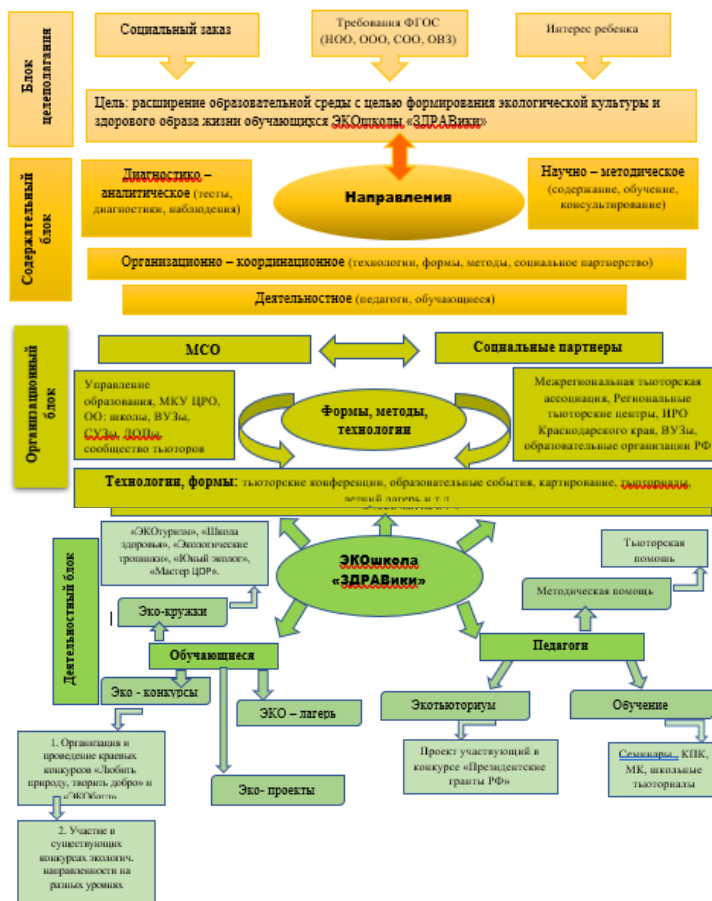 Блок
целеполагания
Социальный заказ
Требования ФГОС
(НОО, ООО, СОО, ОВЗ)
Интерес ребенка
Цель: расширение образовательной среды с целью формирования экологической культуры и
здорового образа жизни обучающихся ЭКОшколы «ЗДРАВики»
Содержательный
блок
Диагностико –
аналитическое (тесты,
диагностики, наблюдения)
Направления
Научно – методическое
(содержание, обучение,
консультирование)
Организационно – координационное (технологии, формы, методы, социальное партнерство)
Деятельностное (педагоги, обучающиеся)
Организационный
блок
МСО
Социальные партнеры
Управление
образования, МКУ ЦРО,
ОО: школы, ВУЗы,
СУЗы, ДОПы,
сообщество тьюторов
Формы, методы,
технологии
Межрегиональная тьюторская
ассоциация, Региональные
тьюторские центры, ИРО
Краснодарского края, ВУЗы,
образовательные организации РФ
Технологии, формы: тьюторские конференции, образовательные события, картирование, тьюториалы,
летний лагерь и т.д.
Деятельностный блок
«ЭКОтуризм», «Школа
здоровья», «Экологические
тропинки», «Юный эколог»,
«Мастер ЦОР».
ЭКОшкола
«ЗДРАВики»
Тьюторская
помощь
Методическая помощь
Эко-кружки
Обучающиеся
Педагоги
Эко - конкурсы
ЭКО – лагерь
Экотьюториум
Обучение
1. Организация и
проведение краевых
конкурсов «Любить
природу, творить добро» и
Проект участвующий в
конкурсе «Президентские
гранты РФ»
Семинары, КПК,
МК, школьные
тьюториалы
Эко- проекты
2. Участие в
существующих
конкурсах экологич.
направленности на
разных уровнях